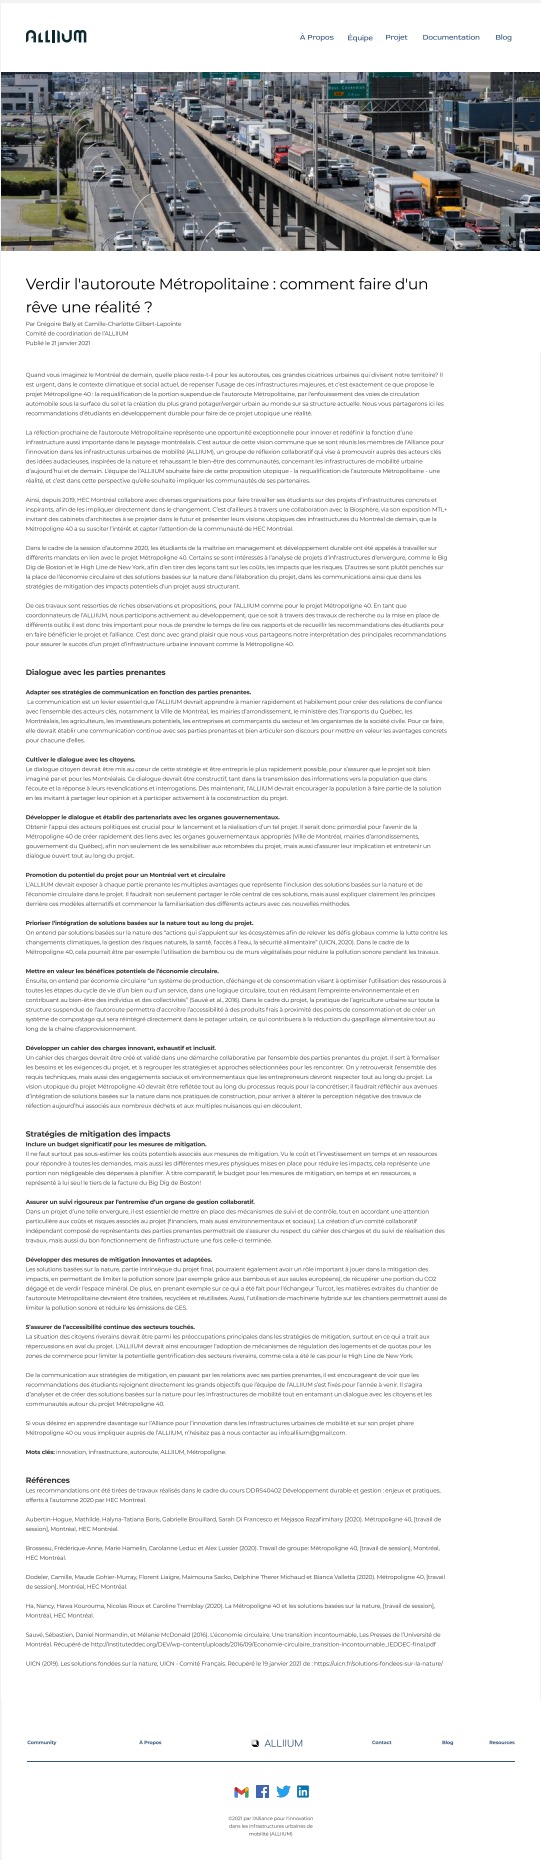 ALLIIUM
À Propos Équipe Projet Documentation Blog
Verdir l'autoroute Métropolitaine : comment faire d'un
rêve une réalité ?
Par Grégoire Bally et Camille-Charlotte Gilbert-Lapointe
Comité de coordination de l'ALLIIUM
Publié le 21 janvier 2021
Quand vous imaginez le Montréal de demain, quelle place reste-t-il pour les autoroutes, ces grandes cicatrices urbaines qui divisent notre territoire? Il
est urgent, dans le contexte climatique et social actuel, de repenser l'usage de ces infrastructures majeures, et c'est exactement ce que propose le
projet Métropoligne 40 : la requalification de la portion suspendue de l'autoroute Métropolitaine, par l'enfouissement des voies de circulation
automobile sous la surface du sol et la création du plus grand potager/verger urbain au monde sur sa structure actuelle. Nous vous partagerons ici les
recommandations d'étudiants en développement durable pour faire de ce projet utopique une réalité.
La réfection prochaine de l'autoroute Métropolitaine représente une opportunité exceptionnelle pour innover et redéfinir la fonction d'une
infrastructure aussi importante dans le paysage montréalais. C'est autour de cette vision commune que se sont réunis les membres de l'Alliance pour
l'innovation dans les infrastructures urbaines de mobilité (ALLIIUM), un groupe de réflexion collaboratif qui vise à promouvoir auprès des acteurs clés
des idées audacieuses, inspirées de la nature et rehaussant le bien-être des communautés, concernant les infrastructures de mobilité urbaine
d'aujourd'hui et de demain. L'équipe de l'ALLIIUM souhaite faire de cette proposition utopique - la requalification de l'autoroute Métropolitaine - une
réalité, et c'est dans cette perspective qu'elle souhaite impliquer les communautés de ses partenaires.
Ainsi, depuis 2019, HEC Montréal collabore avec diverses organisations pour faire travailler ses étudiants sur des projets d'infrastructures concrets et
inspirants, afin de les impliquer directement dans le changement. C'est d'ailleurs à travers une collaboration avec la Biosphère, via son exposition MTL+
invitant des cabinets d'architectes à se projeter dans le futur et présenter leurs visions utopiques des infrastructures du Montréal de demain, que la
Métropoligne 40 a su susciter l'intérêt et capter l'attention de la communauté de HEC Montréal.
Dans le cadre de la session d'automne 2020, les étudiants de la maîtrise en management et développement durable ont été appelés à travailler sur
différents mandats en lien avec le projet Métropoligne 40. Certains se sont intéressés à l'analyse de projets d'infrastructures d'envergure, comme le Big
Dig de Boston et le High Line de New York, afin d'en tirer des leçons tant sur les coûts, les impacts que les risques. D'autres se sont plutôt penchés sur
la place de l'économie circulaire et des solutions basées sur la nature dans l'élaboration du projet, dans les communications ainsi que dans les
stratégies de mitigation des impacts potentiels d'un projet aussi structurant.
De ces travaux sont ressorties de riches observations et propositions, pour l'ALLIIUM comme pour le projet Métropoligne 40. En tant que
coordonnateurs de l'ALLIIUM, nous participons activement au développement, que ce soit à travers des travaux de recherche ou la mise en place de
différents outils; il est donc très important pour nous de prendre le temps de lire ces rapports et de recueillir les recommandations des étudiants pour
en faire bénéficier le projet et l'alliance. C'est donc avec grand plaisir que nous vous partageons notre interprétation des principales recommandations
pour assurer le succès d'un projet d'infrastructure urbaine innovant comme la Métropoligne 40.
Dialogue avec les parties prenantes
Adapter ses stratégies de communication en fonction des parties prenantes.
La communication est un levier essentiel que l'ALLIIUM devrait apprendre à manier rapidement et habilement pour créer des relations de confiance
avec l'ensemble des acteurs clés, notamment la Ville de Montréal, les mairies d'arrondissement, le ministère des Transports du Québec, les
Montréalais, les agriculteurs, les investisseurs potentiels, les entreprises et commerçants du secteur et les organismes de la société civile. Pour ce faire,
elle devrait établir une communication continue avec ses parties prenantes et bien articuler son discours pour mettre en valeur les avantages concrets
pour chacune d'elles.
Cultiver le dialogue avec les citoyens.
Le dialogue citoyen devrait être mis au cœur de cette stratégie et être entrepris le plus rapidement possible, pour s'assurer que le projet soit bien
imaginé par et pour les Montréalais. Ce dialogue devrait être constructif, tant dans la transmission des informations vers la population que dans
l'écoute et la réponse à leurs revendications et interrogations. Dès maintenant, l'ALLIIUM devrait encourager la population à faire partie de la solution
en les invitant à partager leur opinion et à participer activement à la coconstruction du projet.
Développer le dialogue et établir des partenariats avec les organes gouvernementaux.
Obtenir l'appui des acteurs politiques est crucial pour le lancement et la réalisation d'un tel projet. Il serait donc primordial pour l'avenir de la
Métropoligne 40 de créer rapidement des liens avec les organes gouvernementaux appropriés (Ville de Montréal, mairies d'arrondissements,
gouvernement du Québec), afin non seulement de les sensibiliser aux retombées du projet, mais aussi d'assurer leur implication et entretenir un
dialogue ouvert tout au long du projet.
Promotion du potentiel du projet pour un Montréal vert et circulaire
L'ALLIIUM devrait exposer à chaque partie prenante les multiples avantages que représente l'inclusion des solutions basées sur la nature et de
l'économie circulaire dans le projet. Il faudrait non seulement partager le rôle central de ces solutions, mais aussi expliquer clairement les principes
derrière ces modèles alternatifs et commencer la familiarisation des différents acteurs avec ces nouvelles méthodes.
Prioriser l'intégration de solutions basées sur la nature tout au long du projet.
On entend par solutions basées sur la nature des "actions qui s'appuient sur les écosystèmes afin de relever les défis globaux comme la lutte contre les
changements climatiques, la gestion des risques naturels, la santé, l'accès à l'eau, la sécurité alimentaire" (UICN, 2020). Dans le cadre de la
Métropoligne 40, cela pourrait être par exemple l'utilisation de bambou ou de murs végétalisés pour réduire la pollution sonore pendant les travaux.
Mettre en valeur les bénéfices potentiels de l'économie circulaire.
Ensuite, on entend par économie circulaire "un système de production, d'échange et de consommation visant à optimiser l'utilisation des ressources à
toutes les étapes du cycle de vie d'un bien ou d'un service, dans une logique circulaire, tout en réduisant l'empreinte environnementale et en
contribuant au bien-être des individus et des collectivités" (Sauvé et al., 2016). Dans le cadre du projet, la pratique de l'agriculture urbaine sur toute la
structure suspendue de l'autoroute permettra d'accroître l'accessibilité à des produits frais à proximité des points de consommation et de créer un
système de compostage qui sera réintégré directement dans le potager urbain, ce qui contribuera à la réduction du gaspillage alimentaire tout au
long de la chaîne d'approvisionnement.
Développer un cahier des charges innovant, exhaustif et inclusif.
Un cahier des charges devrait être créé et validé dans une démarche collaborative par l'ensemble des parties prenantes du projet. Il sert à formaliser
les besoins et les exigences du projet, et à regrouper les stratégies et approches sélectionnées pour les rencontrer. On y retrouverait l'ensemble des
requis techniques, mais aussi des engagements sociaux et environnementaux que les entrepreneurs devront respecter tout au long du projet. La
vision utopique du projet Métropoligne 40 devrait être reflétée tout au long du processus requis pour la concrétiser; il faudrait réfléchir aux avenues
d'intégration de solutions basées sur la nature dans nos pratiques de construction, pour arriver à altérer la perception négative des travaux de
réfection aujourd'hui associés aux nombreux déchets et aux multiples nuisances qui en découlent.
Stratégies de mitigation des impacts
Inclure un budget significatif pour les mesures de mitigation.
Il ne faut surtout pas sous-estimer les coûts potentiels associés aux mesures de mitigation. Vu le coût et l'investissement en temps et en ressources
pour répondre à toutes les demandes, mais aussi les différentes mesures physiques mises en place pour réduire les impacts, cela représente une
portion non négligeable des dépenses à planifier. À titre comparatif, le budget pour les mesures de mitigation, en temps et en ressources, a
représenté à lui seul le tiers de la facture du Big Dig de Boston!
Assurer un suivi rigoureux par l'entremise d'un organe de gestion collaboratif.
Dans un projet d'une telle envergure, il est essentiel de mettre en place des mécanismes de suivi et de contrôle, tout en accordant une attention
particulière aux coûts et risques associés au projet (financiers, mais aussi environnementaux et sociaux). La création d'un comité collaboratif
indépendant composé de représentants des parties prenantes permettrait de s'assurer du respect du cahier des charges et du suivi de réalisation des
travaux, mais aussi du bon fonctionnement de l'infrastructure une fois celle-ci terminée.
Développer des mesures de mitigation innovantes et adaptées.
Les solutions basées sur la nature, partie intrinsèque du projet final, pourraient également avoir un rôle important à jouer dans la mitigation des
impacts, en permettant de limiter la pollution sonore (par exemple grâce aux bambous et aux saules européens), de récupérer une portion du CO2
dégagé et de verdir l'espace minéral. De plus, en prenant exemple sur ce qui a été fait pour l'échangeur Turcot, les matières extraites du chantier de
l'autoroute Métropolitaine devraient être traitées, recyclées et réutilisées. Aussi, l'utilisation de machinerie hybride sur les chantiers permettrait aussi de
limiter la pollution sonore et réduire les émissions de GES.
S'assurer de l'accessibilité continue des secteurs touchés.
La situation des citoyens riverains devrait être parmi les préoccupations principales dans les stratégies de mitigation, surtout en ce qui a trait aux
répercussions en aval du projet. L'ALLIIUM devrait ainsi encourager l'adoption de mécanismes de régulation des logements et de quotas pour les
zones de commerce pour limiter la potentielle gentrification des secteurs riverains, comme cela a été le cas pour le High Line de New York.
De la communication aux stratégies de mitigation, en passant par les relations avec ses parties prenantes, il est encourageant de voir que les
recommandations des étudiants rejoignent directement les grands objectifs que l'équipe de l'ALLIIUM s'est fixés pour l'année à venir. Il s'agira
d'analyser et de créer des solutions basées sur la nature pour les infrastructures de mobilité tout en entamant un dialogue avec les citoyens et les
communautés autour du projet Métropoligne 40.
Si vous désirez en apprendre davantage sur l'Alliance pour l'innovation dans les infrastructures urbaines de mobilité et sur son projet phare
Métropoligne 40 ou vous impliquer auprès de l'ALLIIUM, n'hésitez pas à nous contacter au info.alliium@gmail.com.
Mots clés: innovation, infrastructure, autoroute, ALLIIUM, Métropoligne.
Références
Les recommandations ont été tirées de travaux réalisés dans le cadre du cours DDRS40402 Développement durable et gestion : enjeux et pratiques,
offerts à l'automne 2020 par HEC Montréal.
Aubertin-Hogue, Mathilde, Halyna-Tatiana Boris, Gabrielle Brouillard, Sarah Di Francesco et Mejasoa Razafimihary (2020). Métropoligne 40, [travail de
session], Montréal, HEC Montréal.
Brosseau, Frédérique-Anne, Marie Hamelin, Carolanne Leduc et Alex Lussier (2020). Travail de groupe: Métropoligne 40, [travail de session], Montréal,
HEC Montréal.
Dodeler, Camille, Maude Gohier-Murray, Florent Liaigre, Maimouna Sacko, Delphine Therer Michaud et Bianca Valletta (2020). Métropoligne 40, [travail
de session], Montréal, HEC Montréal.
Ha, Nancy, Hawa Kourouma, Nicolas Rioux et Caroline Tremblay (2020). La Métropoligne 40 et les solutions basées sur la nature, [travail de session],
Montréal, HEC Montréal.
Sauvé, Sébastien, Daniel Normandin, et Mélanie McDonald (2016). L'économie circulaire, Une transition incontournable, Les Presses de l'Université de
Montréal. Récupéré de http://instituteddec.org/DEV/wp-content/uploads/2016/09/Economie-circulaire_transition-incontournable_IEDDEC-final.pdf
UICN (2019). Les solutions fondées sur la nature, UICN - Comité Français. Récupéré le 19 janvier 2021 de : https://uicn.fr/solutions-fondees-sur-la-nature/
Community À Propos ALLIIUM Contact Blog Resources
©2021 par l'Alliance pour l'innovation
dans les infrastructures urbaines de
mobilité (ALLIIUM)